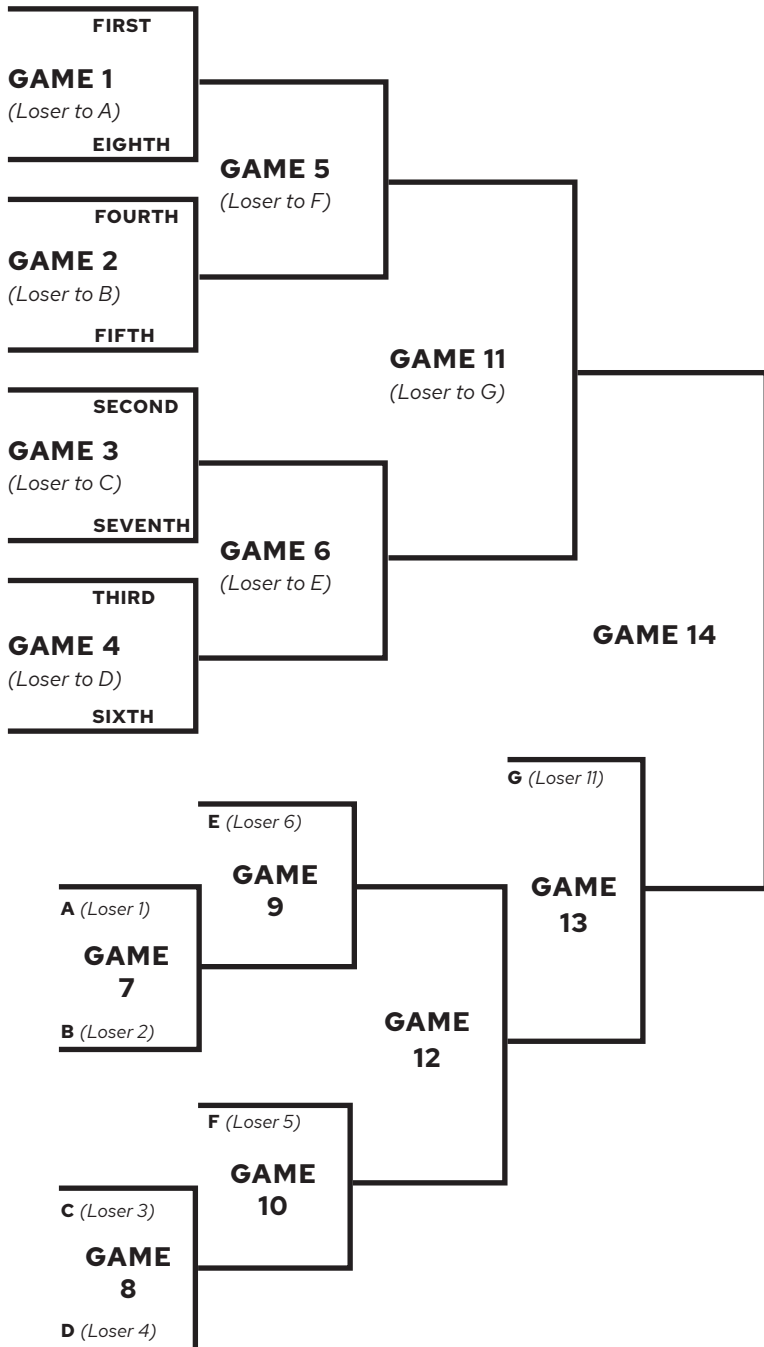 FIRST
GAME 1
(Loser to A)
EIGHTH
GAME 5
(Loser to F)
FOURTH
GAME 2
(Loser to B)
FIFTH
GAME 11
(Loser to G)
SECOND
GAME 3
(Loser to C)
SEVENTH
GAME 6
(Loser to E)
THIRD
GAME 4
(Loser to D)
SIXTH
GAME 14
G (Loser 11)
E (Loser 6)
GAME
9
GAME
13
A (Loser 1)
GAME
7
B (Loser 2)
GAME
12
F (Loser 5)
GAME
10
C (Loser 3)
GAME
8
D (Loser 4)